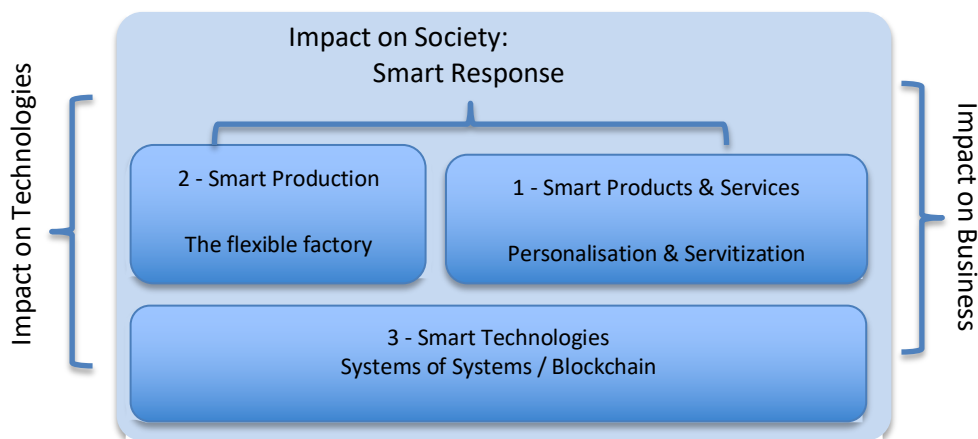 Impact on Society:
Smart Response
Impact on Technologies
2 - Smart Production
The flexible factory
1 - Smart Products & Services
Personalisation & Servitization
3 - Smart Technologies
Systems of Systems / Blockchain
Impact on Business